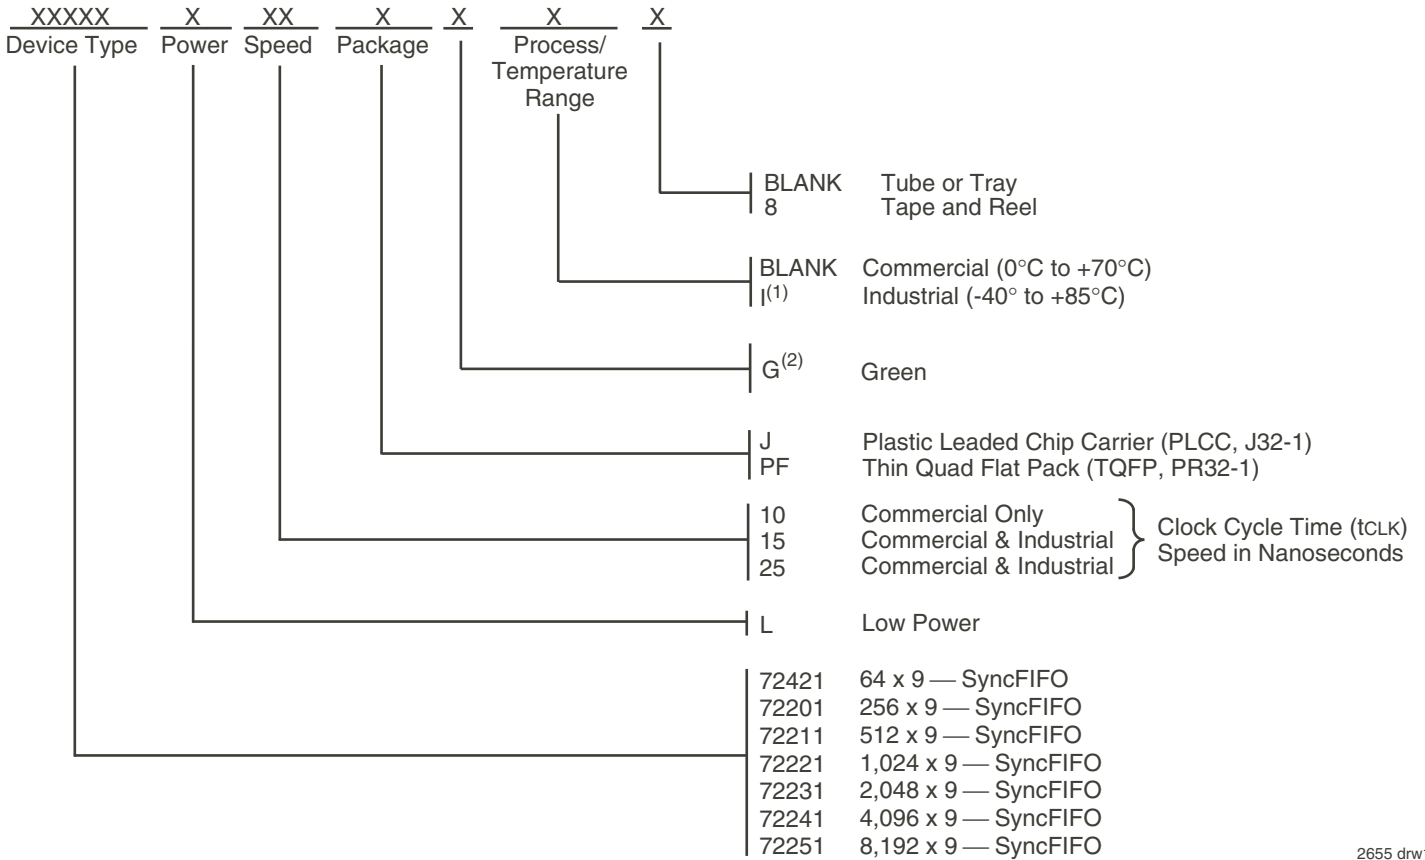 XXXXX X XX X X X X
Device Type Power Speed Package Process/
Temperature
Range
BLANK Tube or Tray
8 Tape and Reel
BLANK Commercial (0°C to +70°C)
I(1) Industrial (-40° to +85°C)
G(2) Green
J Plastic Leaded Chip Carrier (PLCC, J32-1)
PF Thin Quad Flat Pack (TQFP, PR32-1)
10 Commercial Only
15 Commercial & Industrial
25 Commercial & Industrial
Clock Cycle Time (tCLK)
Speed in Nanoseconds
L Low Power
72421 64 x 9 — SyncFIFO
72201 256 x 9 — SyncFIFO
72211 512 x 9 — SyncFIFO
72221 1,024 x 9 — SyncFIFO
72231 2,048 x 9 — SyncFIFO
72241 4,096 x 9 — SyncFIFO
72251 8,192 x 9 — SyncFIFO
2655 drw